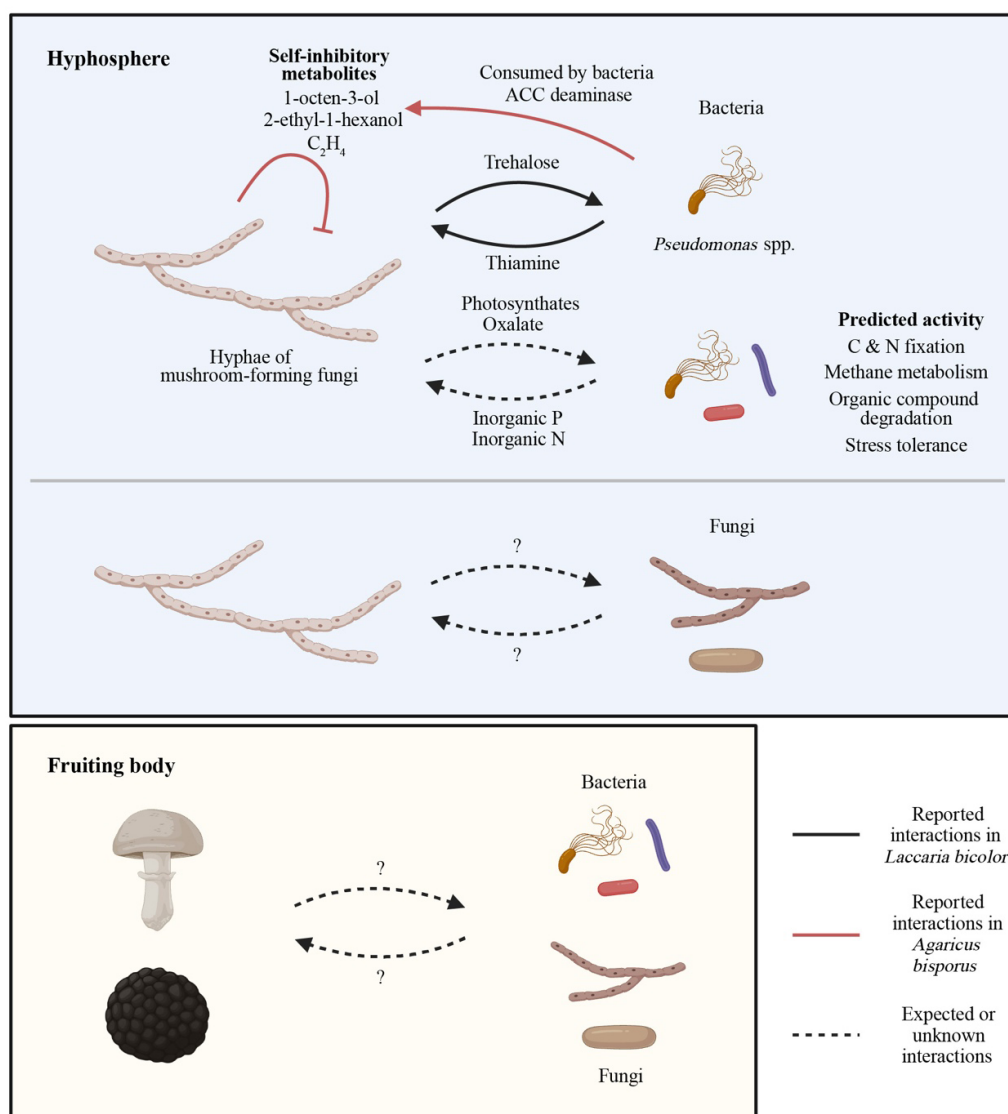 Hyphosphere
Self-inhibitory
metabolites
1-octen-3-ol
2-ethyl-1-hexanol
C₂H₄
Consumed by bacteria
ACC deaminase
Bacteria
Trehalose
Thiamine
Pseudomonas spp.
Hyphae of
mushroom-forming fungi
Photosynthates
Oxalate
Inorganic P
Inorganic N
Predicted activity
C & N fixation
Methane metabolism
Organic compound
degradation
Stress tolerance
?
?
Fungi
Fruiting body
?
?
Bacteria
Fungi
Reported
interactions in
Laccaria bicolor
Reported
interactions in
Agaricus
bisporus
Expected or
unknown
interactions